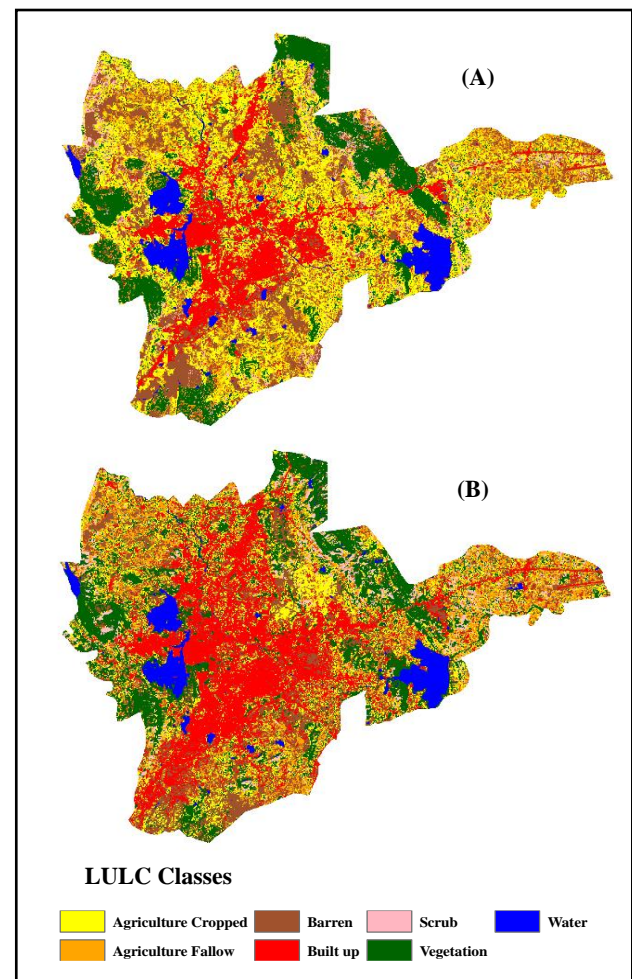 (A)
(B)
LULC Classes
Agriculture Cropped Barren Scrub Water
Agriculture Fallow Built up Vegetation